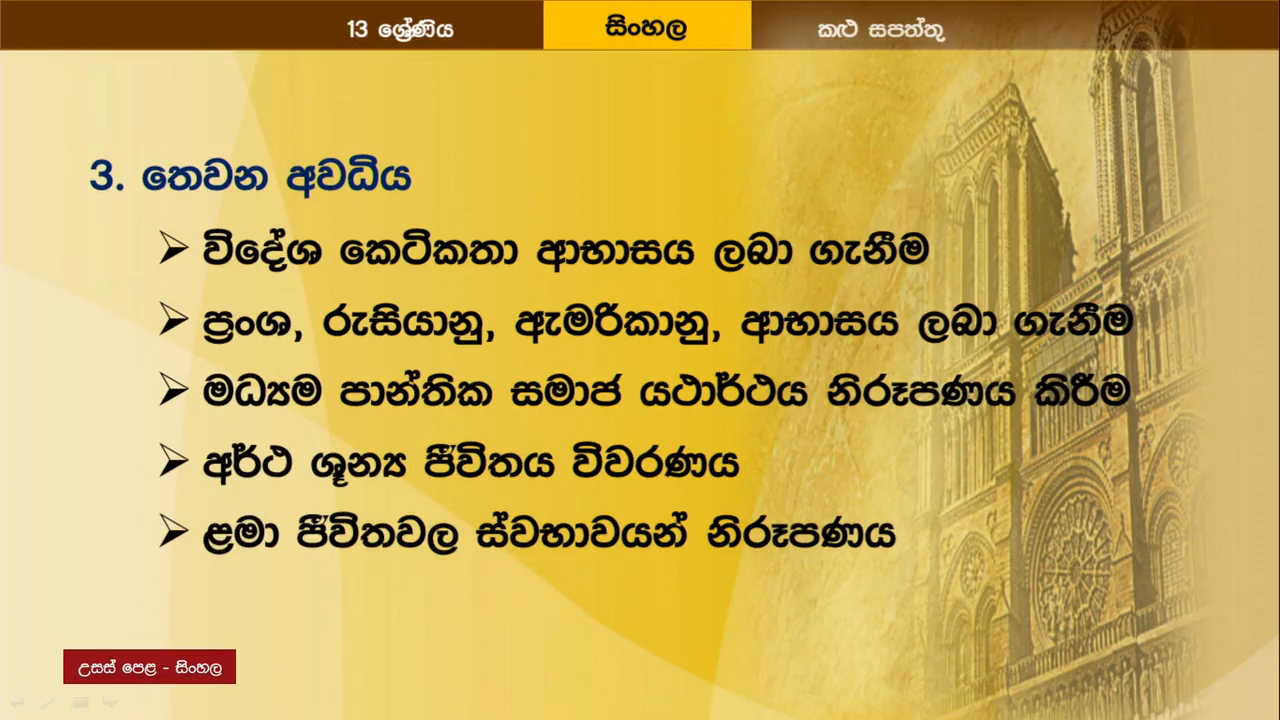 13 ශ්‍රේණිය
සිංහල
කළු සපත්තු
3. තෙවන අවධිය
➢ විදේශ කෙටිකතා ආභාසය ලබා ගැනීම
➢ ප්‍රංශ, රුසියානු, ඇමරිකානු, ආභාසය ලබා ගැනීම
➢ මධ්‍යම පාන්තික සමාජ යථාර්ථය නිරූපණය කිරීම
➢ අර්ථ ශූන්‍ය ජීවිතය විවරණය
➢ ළමා ජීවිතවල ස්වභාවයන් නිරූපණය
උසස් පෙළ - සිංහල